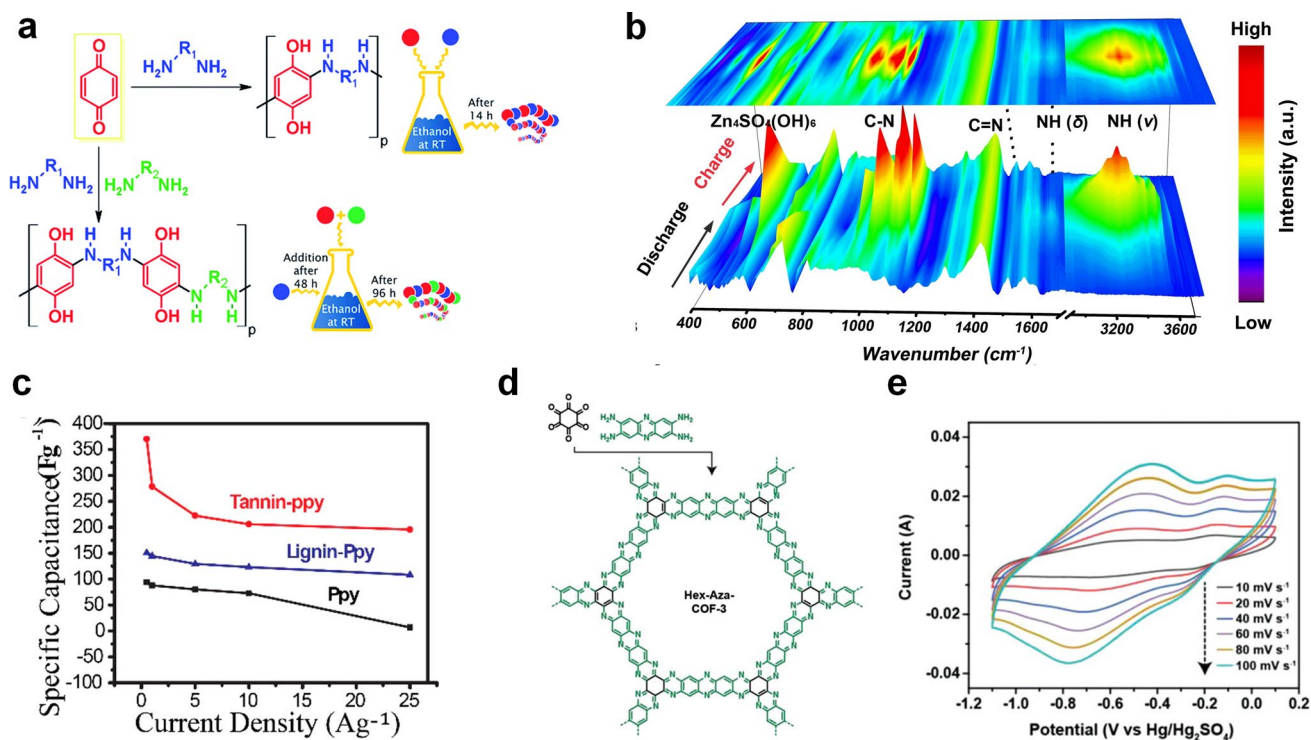 a
O
O
H₂N
R₁
NH₂
OH
OH
H
N
R₁
H
N
p
Ethanol
at RT
After
14 h
H₂N
R₁
NH₂
H₂N
R₂
NH₂
OH
OH
H
N
R₁
H
N
OH
OH
R₂
N
H
N
H
p
Addition
after
48 h
+
Ethanol
at RT
After
96 h
b
Zn₄SO₄(OH)₆
C-N
C=N
NH (δ)
NH (ν)
Charge
Discharge
400
600
800
1000
1200
1400
1600
3200
3600
Wavenumber (cm⁻¹)
High
Intensity (a.u.)
Low
c
Specific Capacitance(Fg⁻¹)
400
350
300
250
200
150
100
50
0
-50
-100
Tannin-ppy
Lignin-Ppy
Ppy
0
5
10
15
20
25
Current Density (Ag-1)
d
O
O
O
O
O
O
H₂N
H₂N
N
N
NH₂
NH₂
Hex-Aza-
COF-3
e
Current (A)
0.04
0.02
0.00
-0.02
-0.04
10 mV s⁻¹
20 mV s⁻¹
40 mV s⁻¹
60 mV s⁻¹
80 mV s⁻¹
100 mV s⁻¹
-1.2
-1.0
-0.8
-0.6
-0.4
-0.2
0.0
0.2
Potential (V vs Hg/Hg₂SO₄)